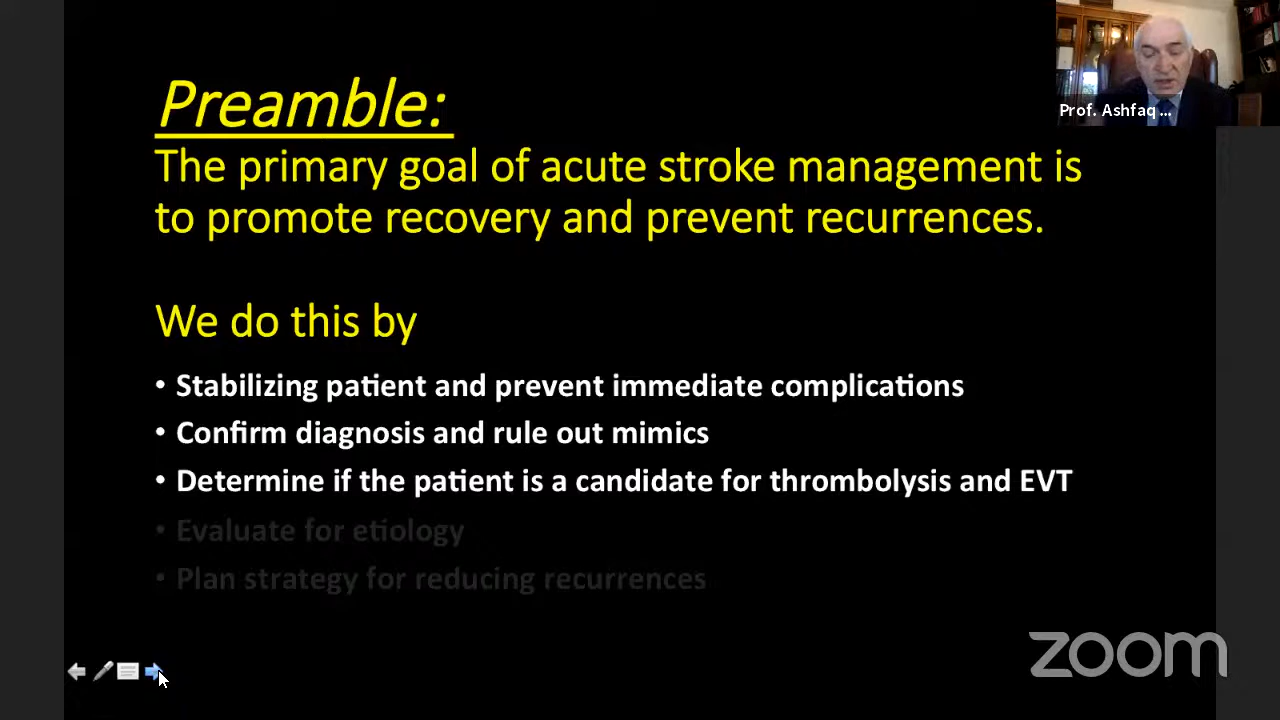 Preamble:
The primary goal of acute stroke management is
to promote recovery and prevent recurrences.
We do this by
• Stabilizing patient and prevent immediate complications
• Confirm diagnosis and rule out mimics
• Determine if the patient is a candidate for thrombolysis and EVT
• Evaluate for etiology
• Plan strategy for reducing recurrences
Prof. Ashfaq ...
zoom